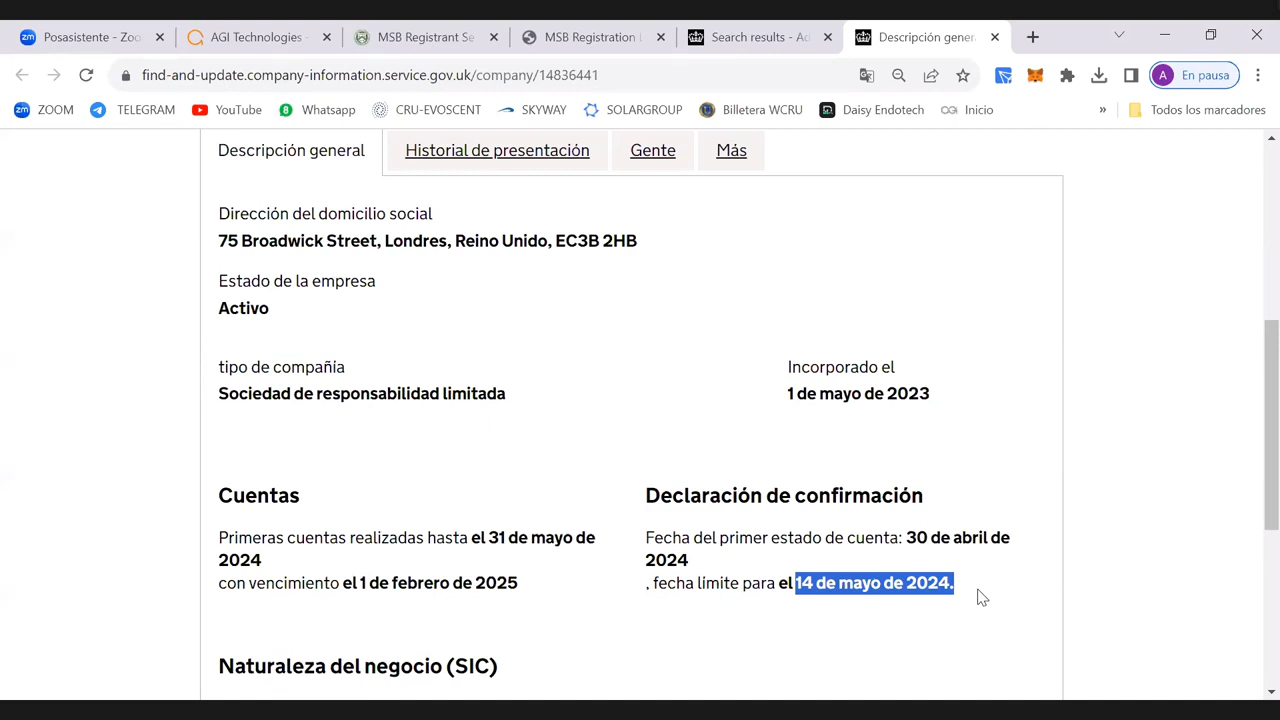 Posasistente - Zoo
AGI Technologies -
MSB Registrant Se
MSB Registration L
Search results - Ad
Descripción gener
find-and-update.company-information.service.gov.uk/company/14836441
A
En pausa
zm ZOOM
TELEGRAM
YouTube
Whatsapp
CRU-EVOSCENT
SKYWAY
SOLARGROUP
Billetera WCRU
Daisy Endotech
Inicio
»
Todos los marcadores
Descripción general
Historial de presentación
Gente
Más
Dirección del domicilio social
75 Broadwick Street, Londres, Reino Unido, EC3B 2HB
Estado de la empresa
Activo
tipo de compañía
Sociedad de responsabilidad limitada
Incorporado el
1 de mayo de 2023
Cuentas
Primeras cuentas realizadas hasta el 31 de mayo de
2024
con vencimiento el 1 de febrero de 2025
Declaración de confirmación
Fecha del primer estado de cuenta: 30 de abril de
2024
, fecha límite para el 14 de mayo de 2024.
Naturaleza del negocio (SIC)